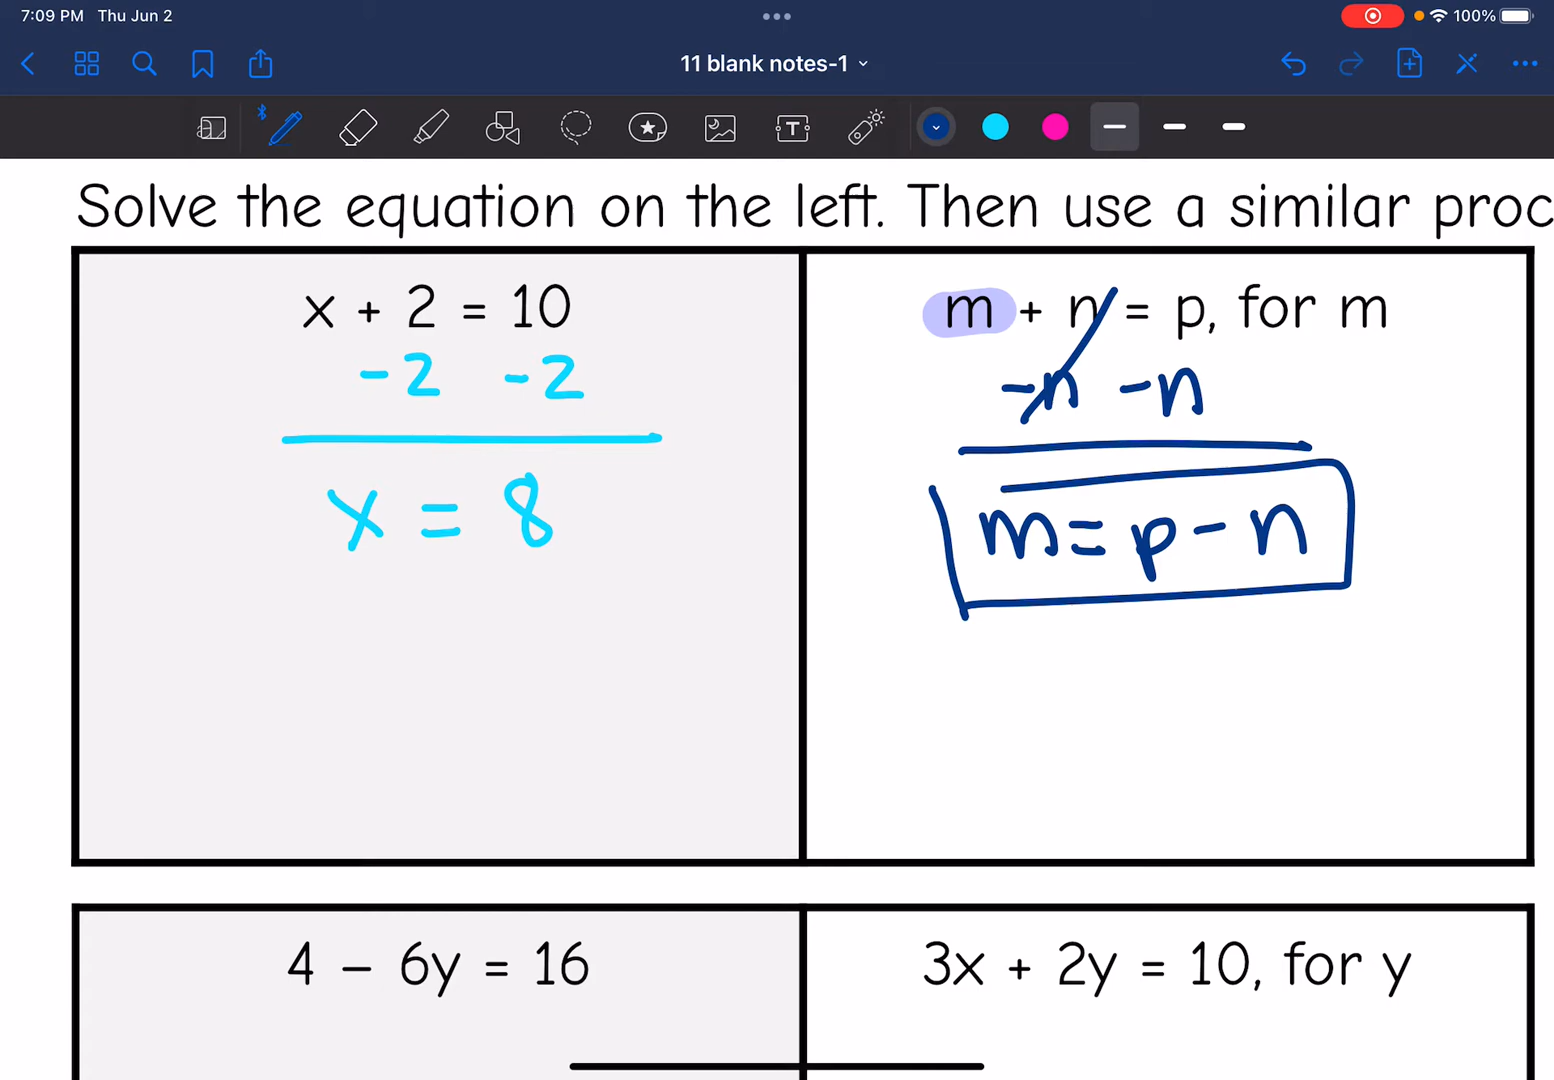 7:09 PM Thu Jun 2
100%
11 blank notes-1
T
Solve the equation on the left. Then use a similar proc
x + 2 = 10
-2 -2
x = 8
m + n = p, for m
-n -n
m = p - n
4 – 6y = 16
3x + 2y = 10, for y